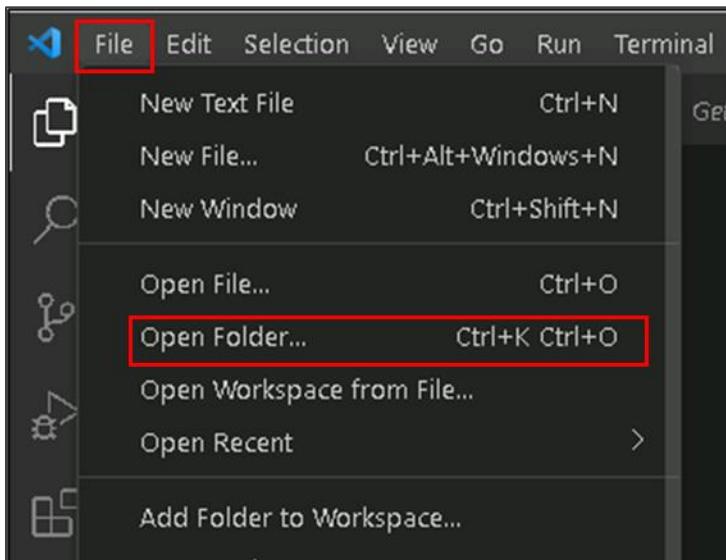 File Edit Selection View Go Run Terminal
New Text File Ctrl+N
New File... Ctrl+Alt+Windows+N
New Window Ctrl+Shift+N
Open File... Ctrl+O
Open Folder... Ctrl+K Ctrl+O
Open Workspace from File...
Open Recent
Add Folder to Workspace...